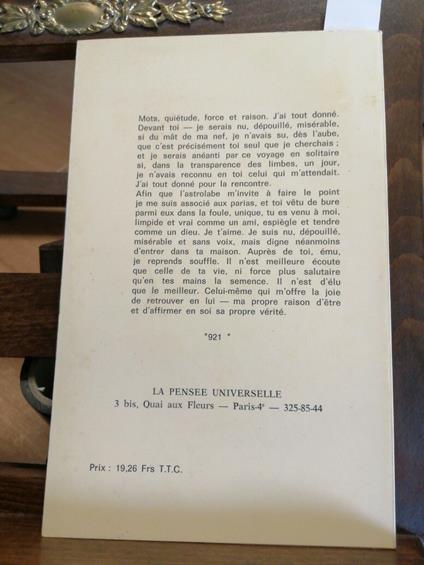 Mots, quiétude, force et raison. J'ai tout donné.
Devant toi — je serais nu, dépouillé, misérable,
si du mât de ma nef, je n'avais su, dès l'aube,
que c'est précisément toi seul que je cherchais ;
et je serais anéanti par ce voyage en solitaire
si, dans la transparence des limbes, un jour,
je n'avais reconnu en toi celui qui m'attendait.
J'ai tout donné pour la rencontre.
Afin que l'astrolabe m'invite à faire le point
je me suis associé aux parias, et toi vêtu de bure
parmi eux dans la foule, unique, tu es venu à moi,
limpide et vrai comme un ami, espiègle et tendre
comme un dieu. Je t'aime. Je suis nu, dépouillé,
misérable et sans voix, mais digne néanmoins
d'entrer dans ta maison. Auprès de toi, ému,
je reprends souffle. Il n'est meilleure écoute
que celle de ta vie, ni force plus salutaire
qu'en tes mains la semence. Il n'est d'élu
que le meilleur. Celui-même qui m'offre la joie
de retrouver en lui — ma propre raison d'être
et d'affirmer en soi sa propre vérité.
"921 "
LA PENSEE UNIVERSELLE
3 bis, Quai aux Fleurs — Paris-4e — 325-85-44
Prix : 19,26 Frs T.T.C.